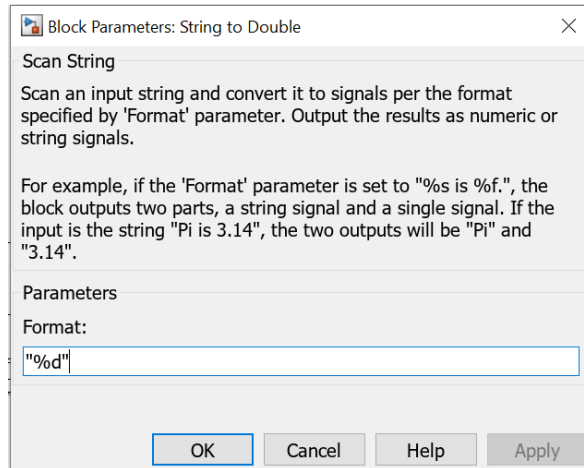 Block Parameters: String to Double
Scan String
Scan an input string and convert it to signals per the format
specified by 'Format' parameter. Output the results as numeric or
string signals.
For example, if the 'Format' parameter is set to "%s is %f.", the
block outputs two parts, a string signal and a single signal. If the
input is the string "Pi is 3.14", the two outputs will be "Pi" and
"3.14".
Parameters
Format:
"%d"
OK Cancel Help Apply